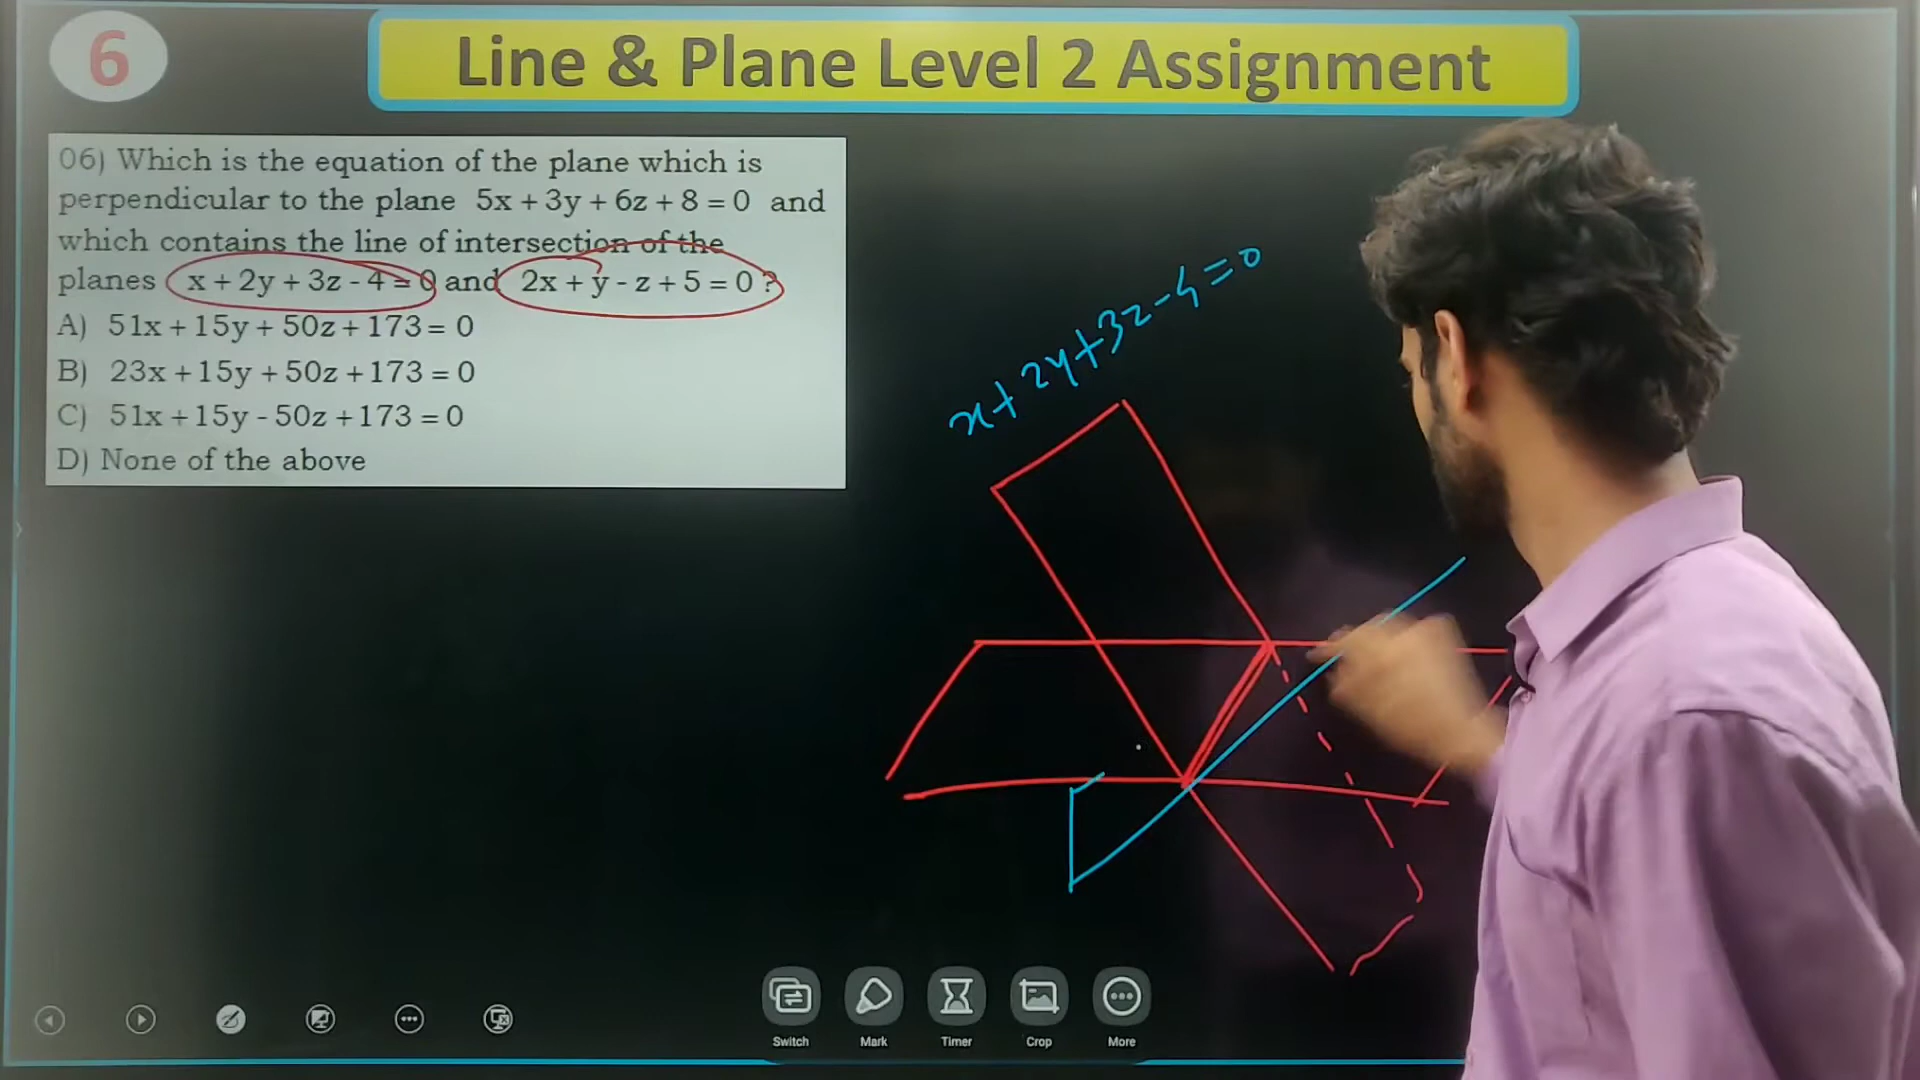 6
Line & Plane Level 2 Assignment
06) Which is the equation of the plane which is
perpendicular to the plane 5x + 3y + 6z + 8 = 0 and
which contains the line of intersection of the
planes x + 2y + 3z - 4 = 0 and 2x + y - z + 5 = 0 ?
A) 51x + 15y + 50z + 173 = 0
B) 23x + 15y + 50z + 173 = 0
C) 51x + 15y - 50z + 173 = 0
D) None of the above
x + 2y + 3z - 4 = 0
Switch
Mark
Timer
Crop
More